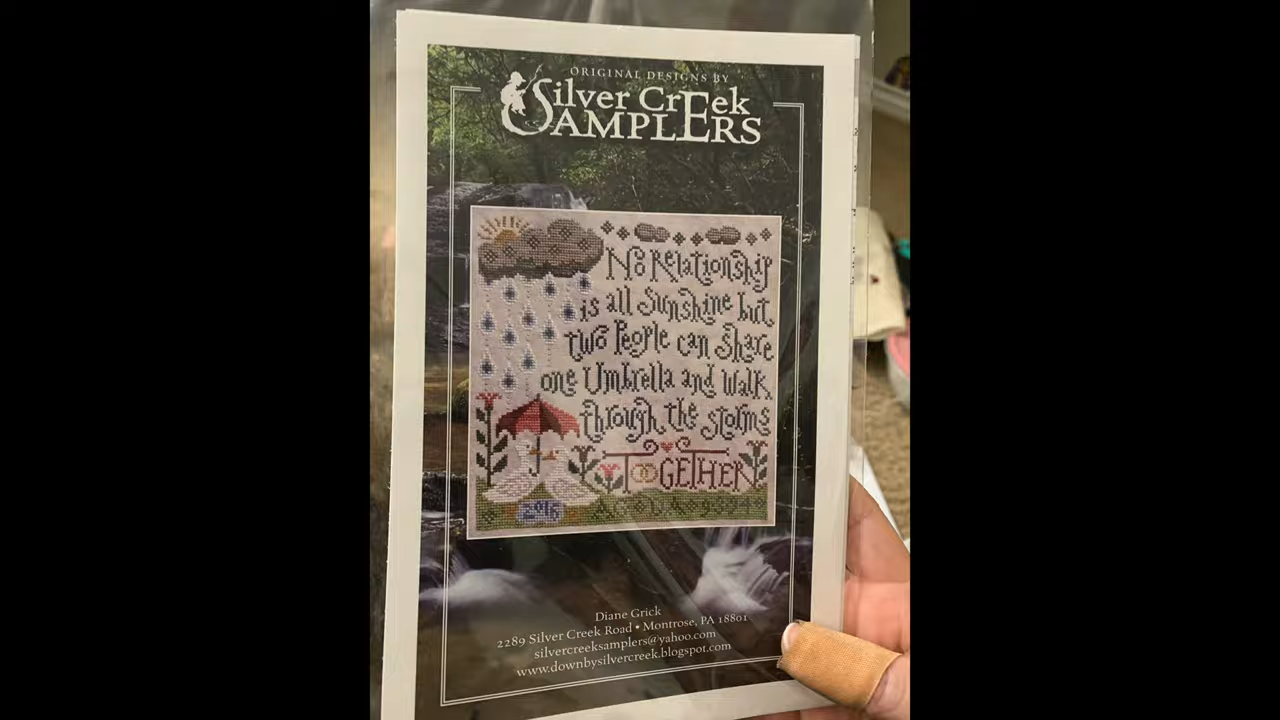 ORIGINAL DESIGNS BY
Silver CrEek
SAMPLERS
No Relationship
is all Sunshine but
two People can Share
one Umbrella and Walk
through the storms
TOGETHER
Diane Grick
2289 Silver Creek Road • Montrose, PA 18801
silvercreeksamplers@yahoo.com
www.downbysilvercreek.blogspot.com